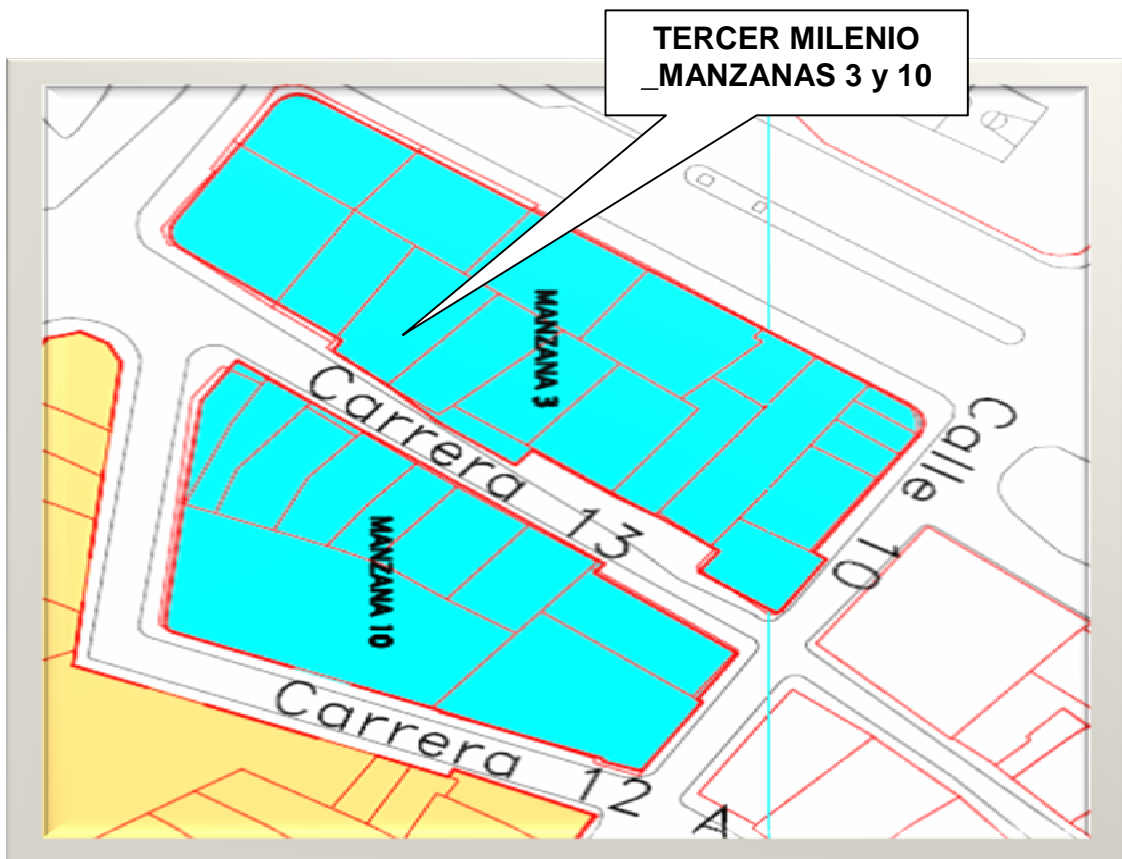 TERCER MILENIO
_MANZANAS 3 y 10
MANZANA 3
Carrera 13
Calle 10
MANZANA 10
Carrera 12 A